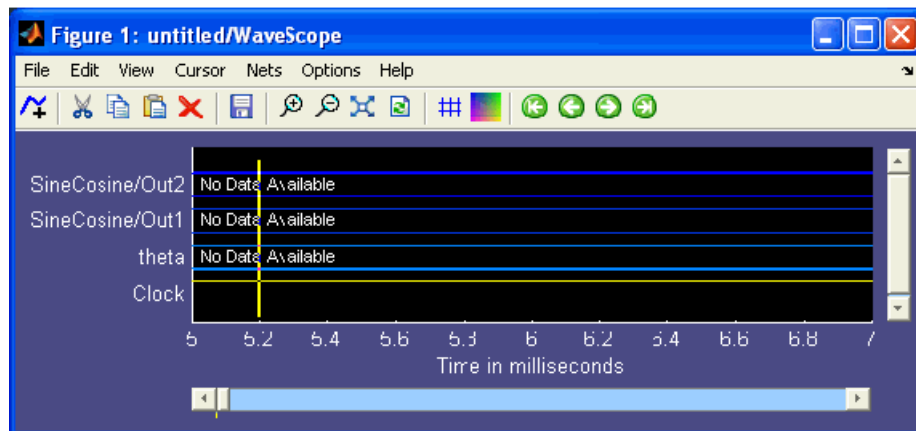 Figure 1: untitled/WaveScope
File Edit View Cursor Nets Options Help
SineCosine/Out2 No Data Available
SineCosine/Out1 No Data Available
theta No Data Available
Clock
5 5.2 5.4 5.6 5.8 6 6.2 6.4 6.6 6.8 7
Time in milliseconds